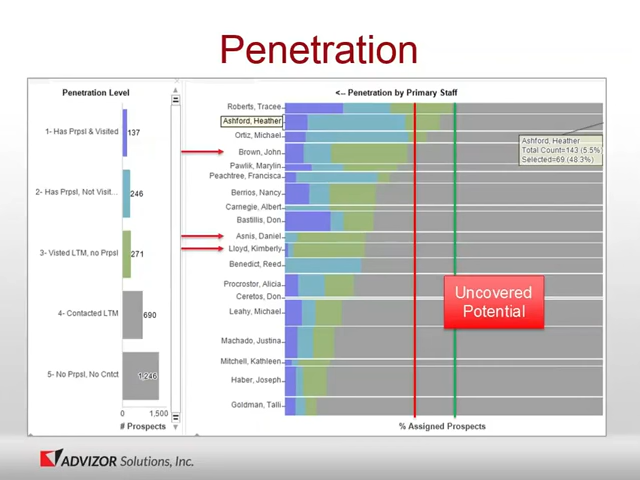 Penetration
Penetration Level
1- Has Prpsl & Visited
137
2- Has Prpsl, Not Visit...
246
3- Visted LTM, no Prpsl
271
4- Contacted LTM
690
5- No Prpsl, No Cntct
1,246
0
1,500
# Prospects
<-- Penetration by Primary Staff
Roberts, Tracee
Ashford, Heather
Ortiz, Michael
Brown, John
Pawlik, Marylin
Peachtree, Francisca
Berrios, Nancy
Carnegie, Albert
Bastillis, Don
Asnis, Daniel
Lloyd, Kimberly
Benedict, Reed
Procrostor, Alicia
Ceretos, Don
Leahy, Michael
Machado, Justina
Mitchell, Kathleen
Haber, Joseph
Goldman, Talli
Ashford, Heather
Total Count=143 (5.5%)
Selected=69 (48.3%)
Uncovered
Potential
% Assigned Prospects
ADVIZOR Solutions, Inc.